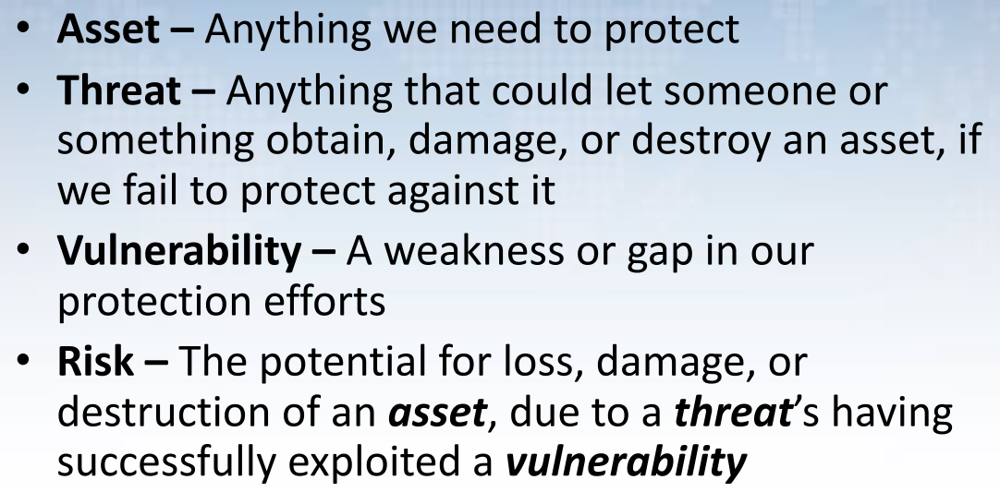 • Asset – Anything we need to protect
• Threat – Anything that could let someone or
something obtain, damage, or destroy an asset, if
we fail to protect against it
• Vulnerability – A weakness or gap in our
protection efforts
• Risk – The potential for loss, damage, or
destruction of an asset, due to a threat’s having
successfully exploited a vulnerability